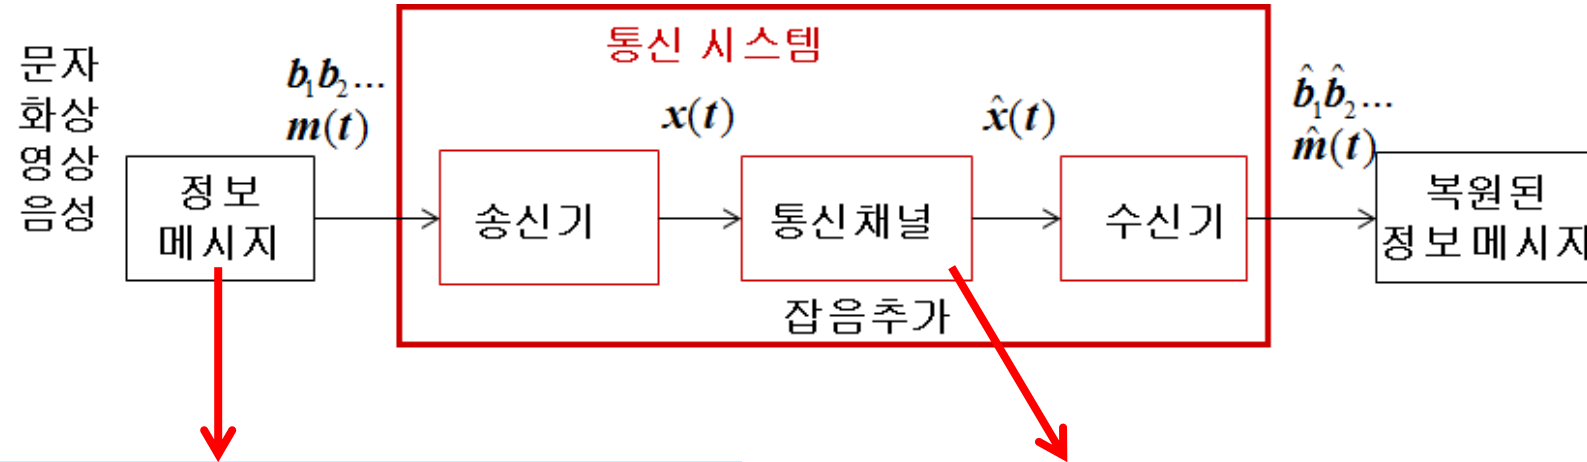 문자
화상
영상
음성
b₁b₂...
m(t)
정보
메시지
통신 시스템
x(t)
x̂(t)
송신기
통신채널
수신기
잡음추가
b̂₁b̂₂...
m̂(t)
복원된
정보메시지